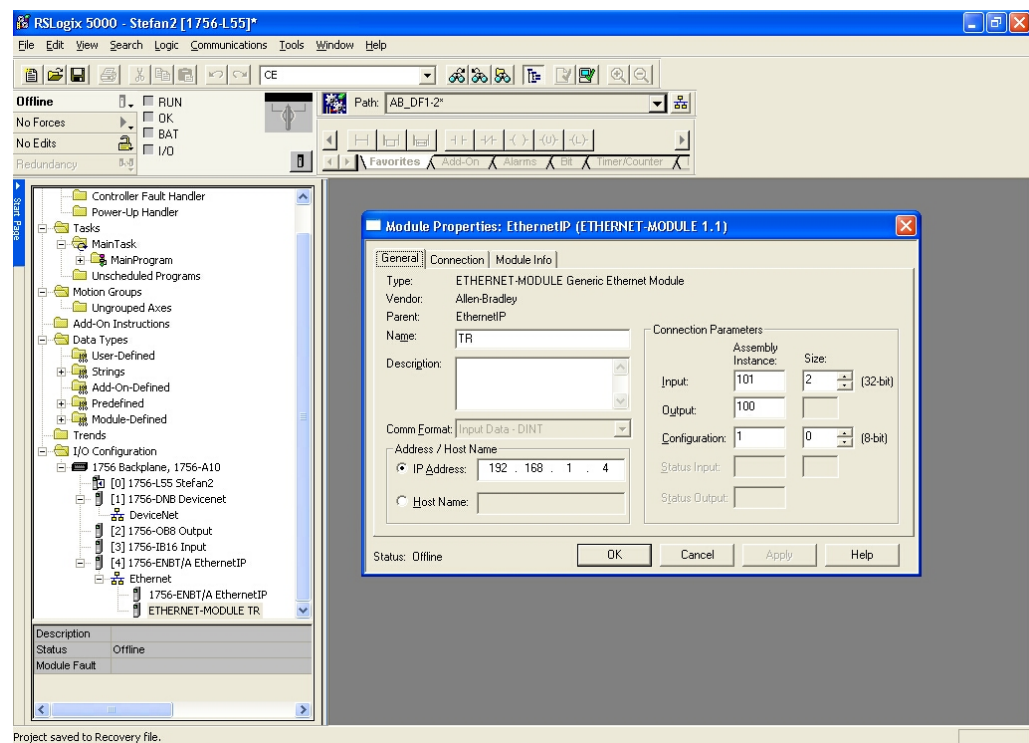 RSLogix 5000 - Stefan2 [1756-L55]*
File Edit View Search Logic Communications Tools Window Help
CE
Offline
RUN
Path: AB_DF1-2*
No Forces
OK
No Edits
BAT
Redundancy
I/O
Favorites Add-On Alarms Bit Timer/Counter
Start Page
Controller Fault Handler
Power-Up Handler
Tasks
MainTask
MainProgram
Unscheduled Programs
Motion Groups
Ungrouped Axes
Add-On Instructions
Data Types
User-Defined
Strings
Add-On-Defined
Predefined
Module-Defined
Trends
I/O Configuration
1756 Backplane, 1756-A10
[0] 1756-L55 Stefan2
[1] 1756-DNB Devicenet
DeviceNet
[2] 1756-OB8 Output
[3] 1756-IB16 Input
[4] 1756-ENBT/A EthernetIP
Ethernet
1756-ENBT/A EthernetIP
ETHERNET-MODULE TR
Description
Status Offline
Module Fault
Module Properties: EthernetIP (ETHERNET-MODULE 1.1)
General Connection Module Info
Type: ETHERNET-MODULE Generic Ethernet Module
Vendor: Allen-Bradley
Parent: EthernetIP
Name: TR
Description:
Comm Format: Input Data - DINT
Address / Host Name
IP Address: 192 . 168 . 1 . 4
Host Name:
Connection Parameters
Assembly
Instance: Size:
Input: 101 2 (32-bit)
Output: 100
Configuration: 1 0 (8-bit)
Status Input:
Status Output:
Status: Offline
OK Cancel Apply Help
Project saved to Recovery file.